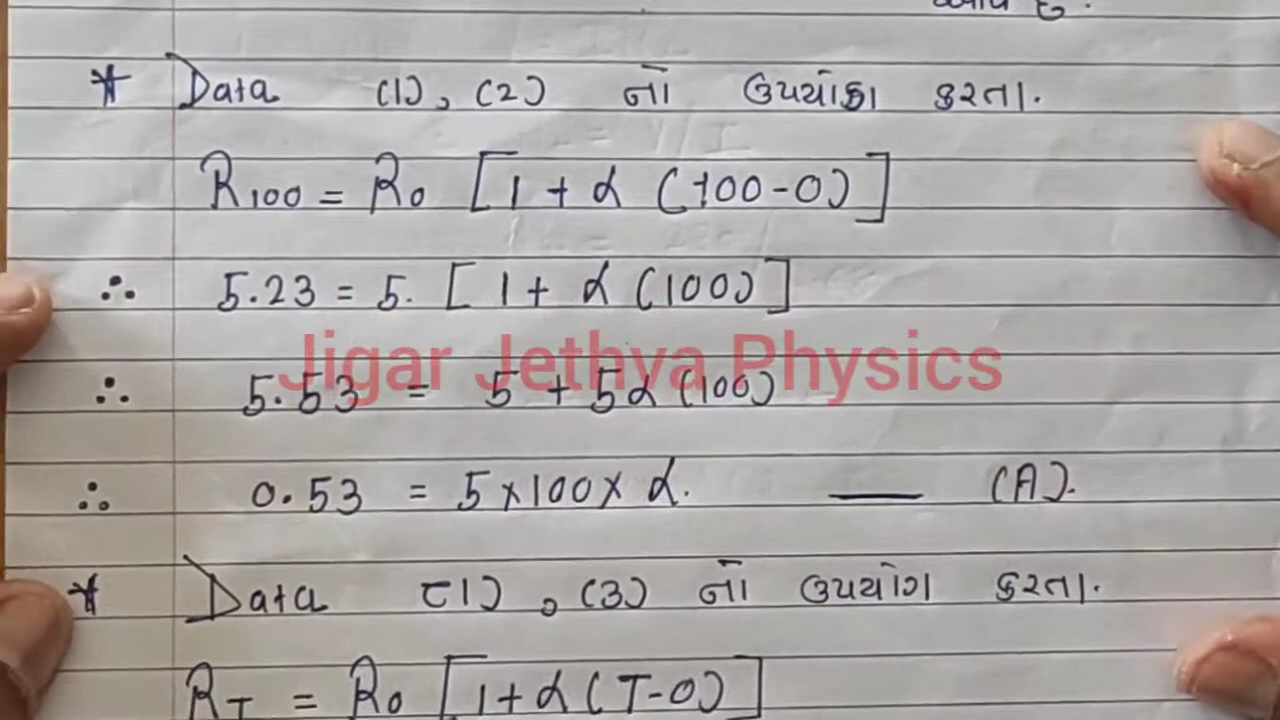 * Data (1), (2) નો ઉપયોગ કરતા.
R100 = R0 [1 + α (100-0)]
∴ 5.23 = 5. [1 + α (100)]
Jigar Jethva Physics
∴ 5.53 = 5 + 5α (100)
∴ 0.53 = 5×100×α. — (A).
* Data (1), (3) નો ઉપયોગ કરતા.
RT = R0 [1+α(T-0)]